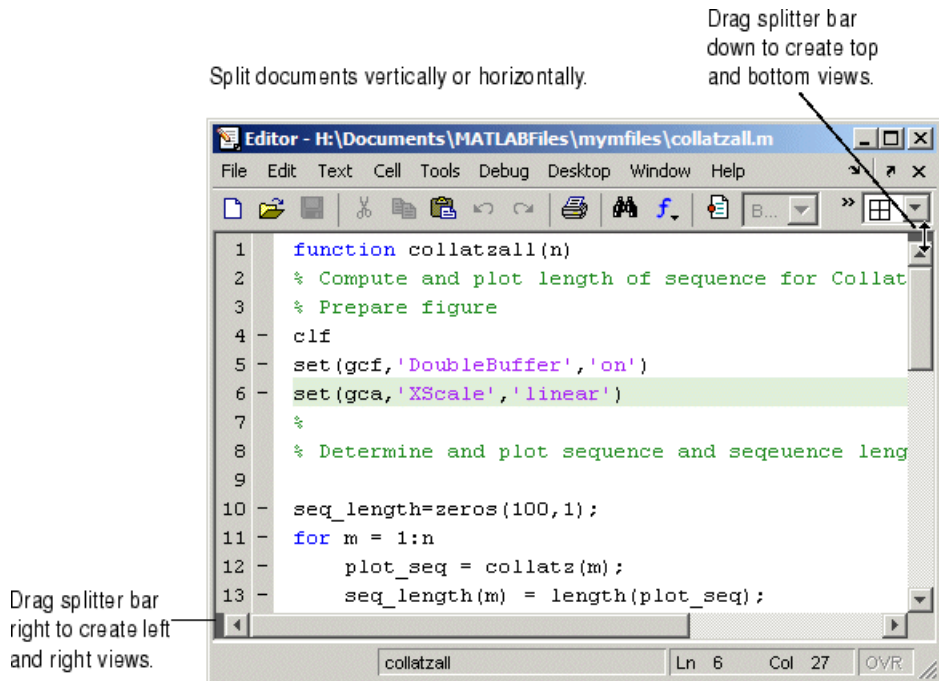 Drag splitter bar
down to create top
and bottom views.
Split documents vertically or horizontally.
Editor - H:\Documents\MATLABFiles\mymfiles\collatzall.m
File Edit Text Cell Tools Debug Desktop Window Help
B...
1 function collatzall(n)
2 % Compute and plot length of sequence for Collat
3 % Prepare figure
4 - clf
5 - set(gcf,'DoubleBuffer','on')
6 - set(gca,'XScale','linear')
7 %
8 % Determine and plot sequence and seqeuence leng
9
10 - seq_length=zeros(100,1);
11 - for m = 1:n
12 - plot_seq = collatz(m);
13 - seq_length(m) = length(plot_seq);
Drag splitter bar
right to create left
and right views.
collatzall Ln 6 Col 27 OVR